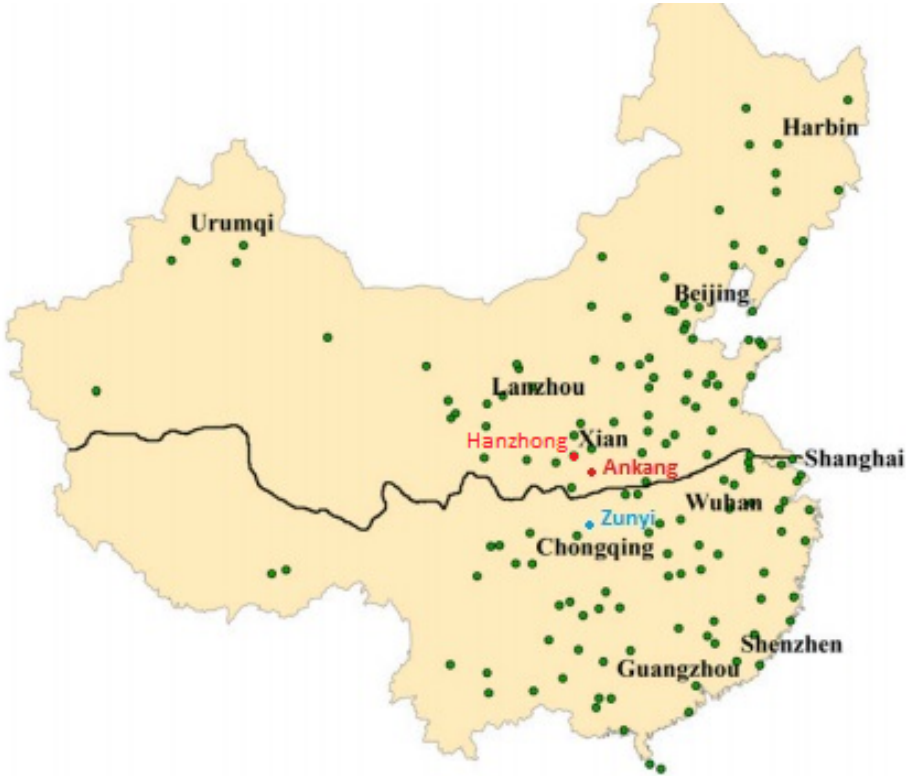 Harbin
Urumqi
Beijing
Lanzhou
Hanzhong
Xian
Ankang
Shanghai
Wuhan
Zunyi
Chongqing
Shenzhen
Guangzhou